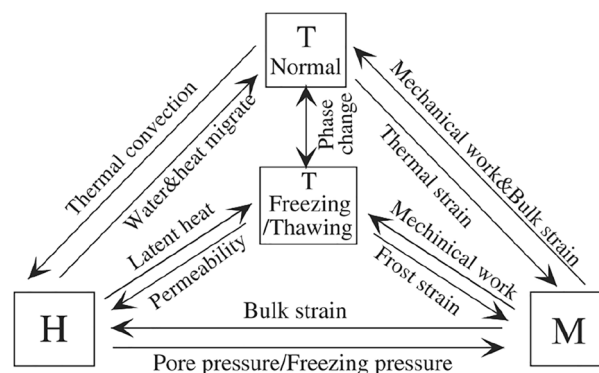 T
Normal
Thermal convection
Water&heat migrate
Phase
change
Mechanical work&Bulk strain
Thermal strain
T
Freezing
/Thawing
Latent heat
Permeability
Mechinical work
Frost strain
H
Bulk strain
M
Pore pressure/Freezing pressure